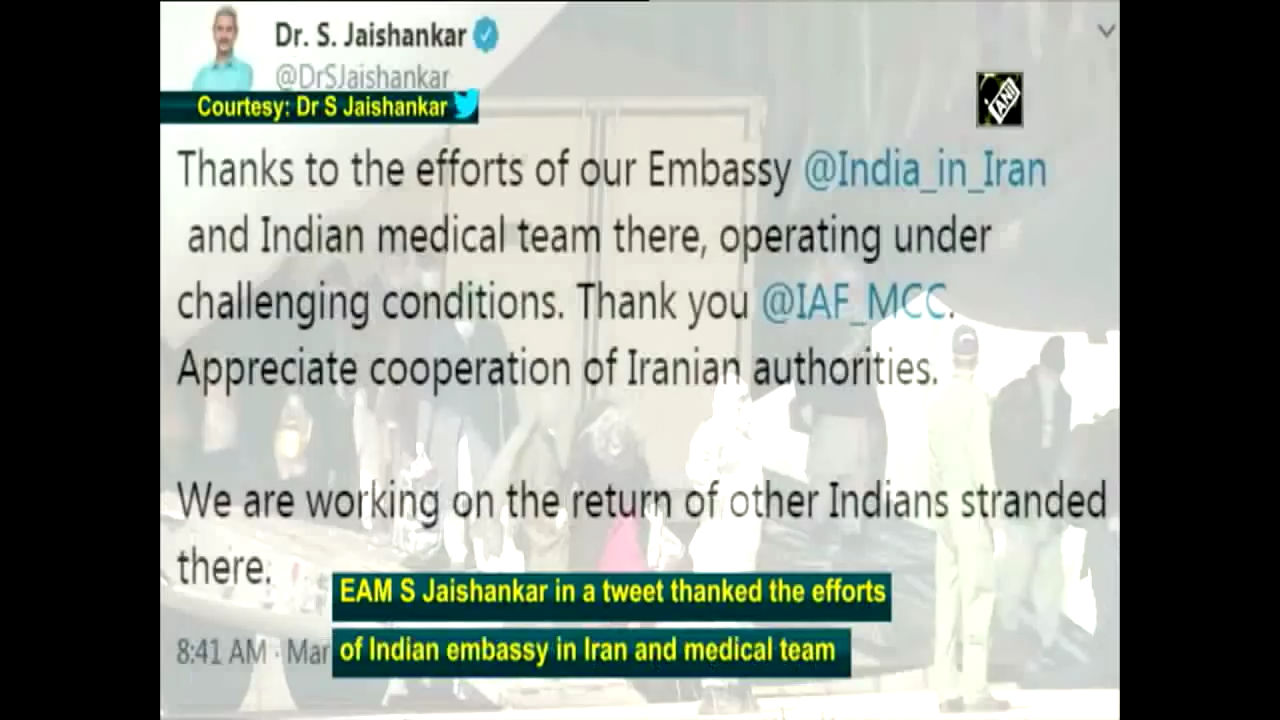 Dr. S. Jaishankar
@DrSJaishankar
Courtesy: Dr S Jaishankar
ANI
Thanks to the efforts of our Embassy @India_in_Iran
and Indian medical team there, operating under
challenging conditions. Thank you @IAF_MCC.
Appreciate cooperation of Iranian authorities.
We are working on the return of other Indians stranded
there.
EAM S Jaishankar in a tweet thanked the efforts
8:41 AM · Mar
of Indian embassy in Iran and medical team